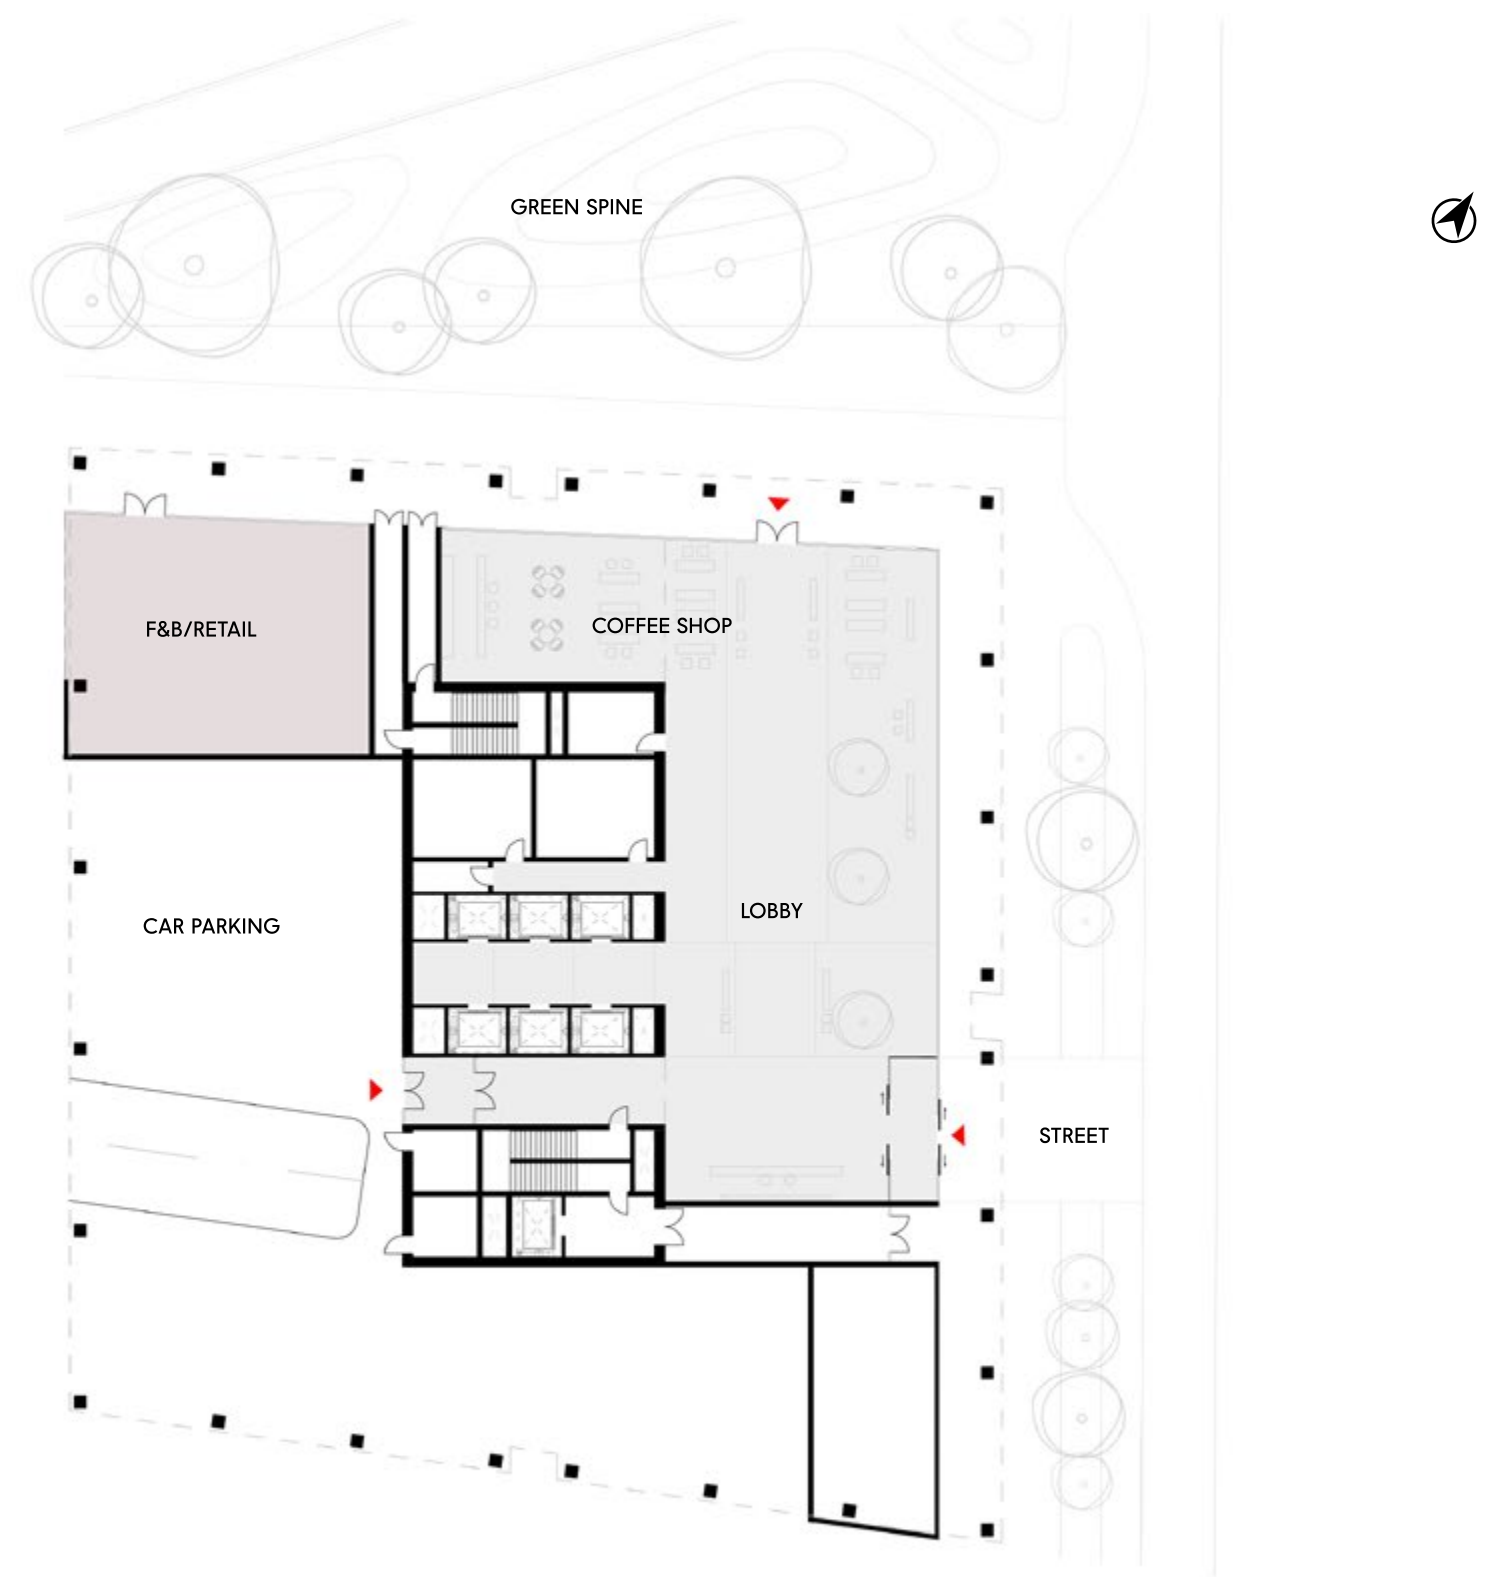 GREEN SPINE
F&B/RETAIL
COFFEE SHOP
LOBBY
CAR PARKING
STREET